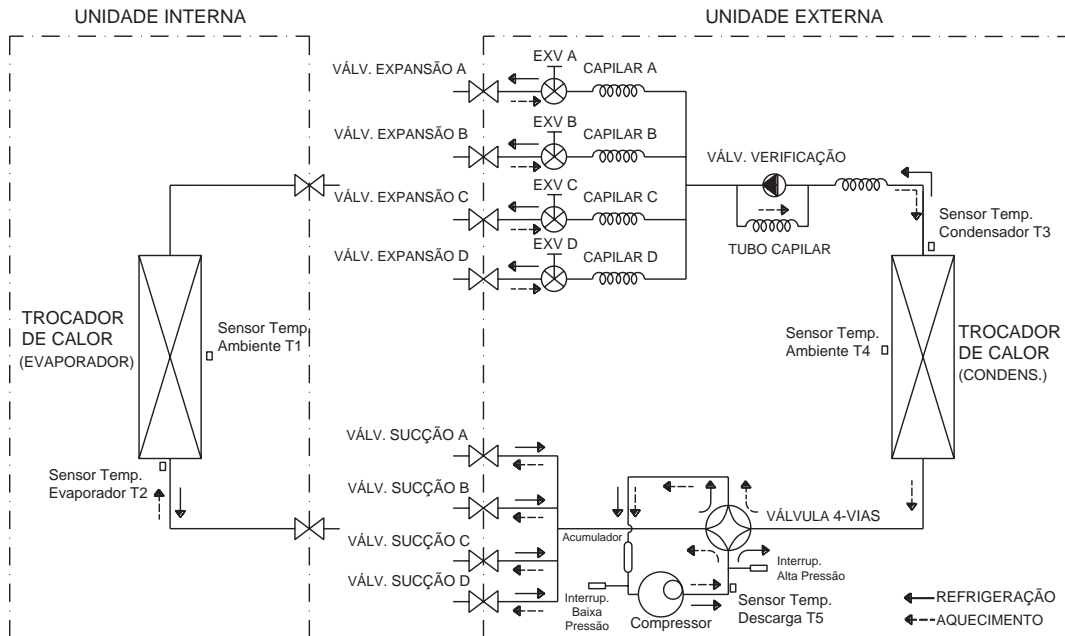 UNIDADE INTERNA
UNIDADE EXTERNA
VÁLV. EXPANSÃO A
EXV A
CAPILAR A
VÁLV. EXPANSÃO B
EXV B
CAPILAR B
VÁLV. VERIFICAÇÃO
VÁLV. EXPANSÃO C
EXV C
CAPILAR C
Sensor Temp.
Condensador T3
TUBO CAPILAR
VÁLV. EXPANSÃO D
EXV D
CAPILAR D
TROCADOR
DE CALOR
(EVAPORADOR)
Sensor Temp.
Ambiente T1
Sensor Temp.
Ambiente T4
TROCADOR
DE CALOR
(CONDENS.)
VÁLV. SUCÇÃO A
Sensor Temp.
Evaporador T2
VÁLV. SUCÇÃO B
VÁLVULA 4-VIAS
VÁLV. SUCÇÃO C
Acumulador
Interrup.
Alta Pressão
VÁLV. SUCÇÃO D
Interrup.
Baixa
Pressão
Compressor
Sensor Temp.
Descarga T5
REFRIGERAÇÃO
AQUECIMENTO